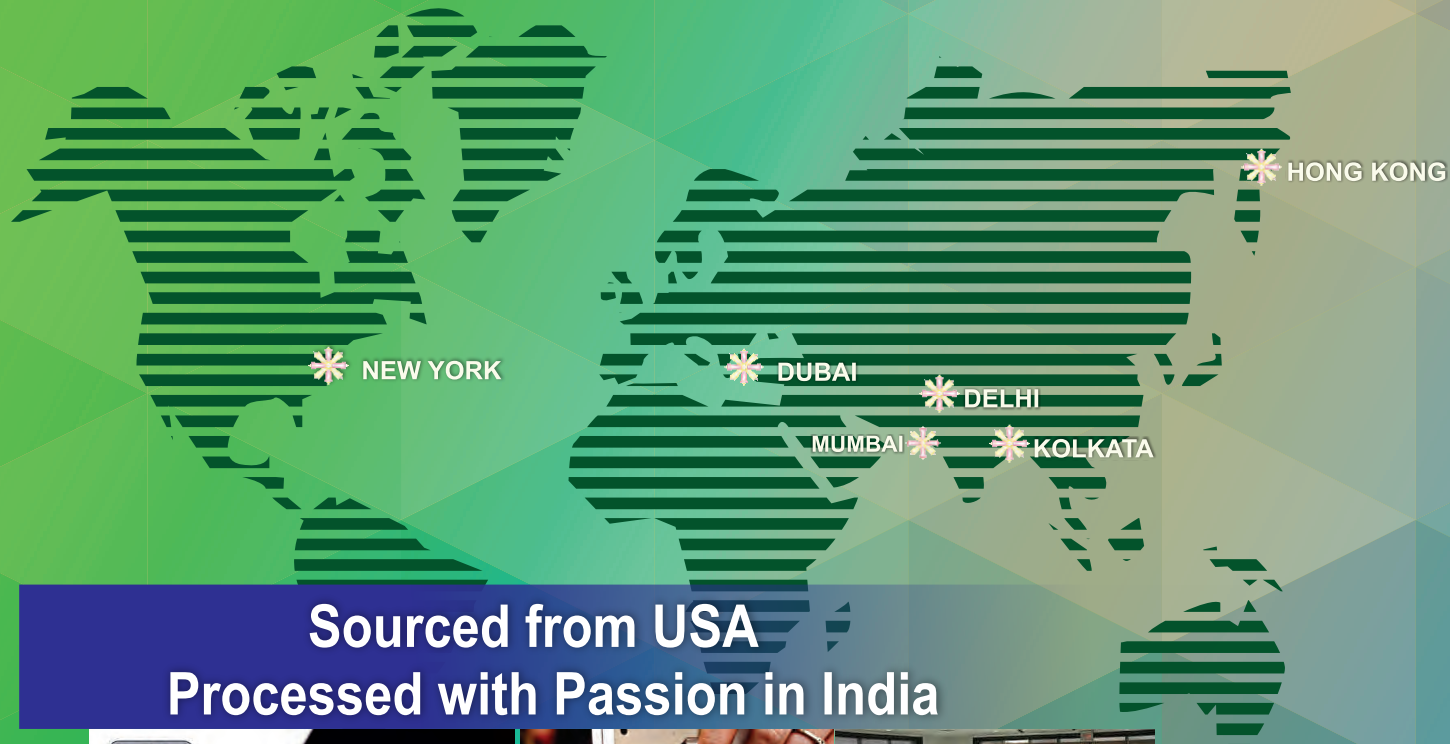 HONG KONG
NEW YORK
DUBAI
DELHI
MUMBAI
KOLKATA
Sourced from USA
Processed with Passion in India